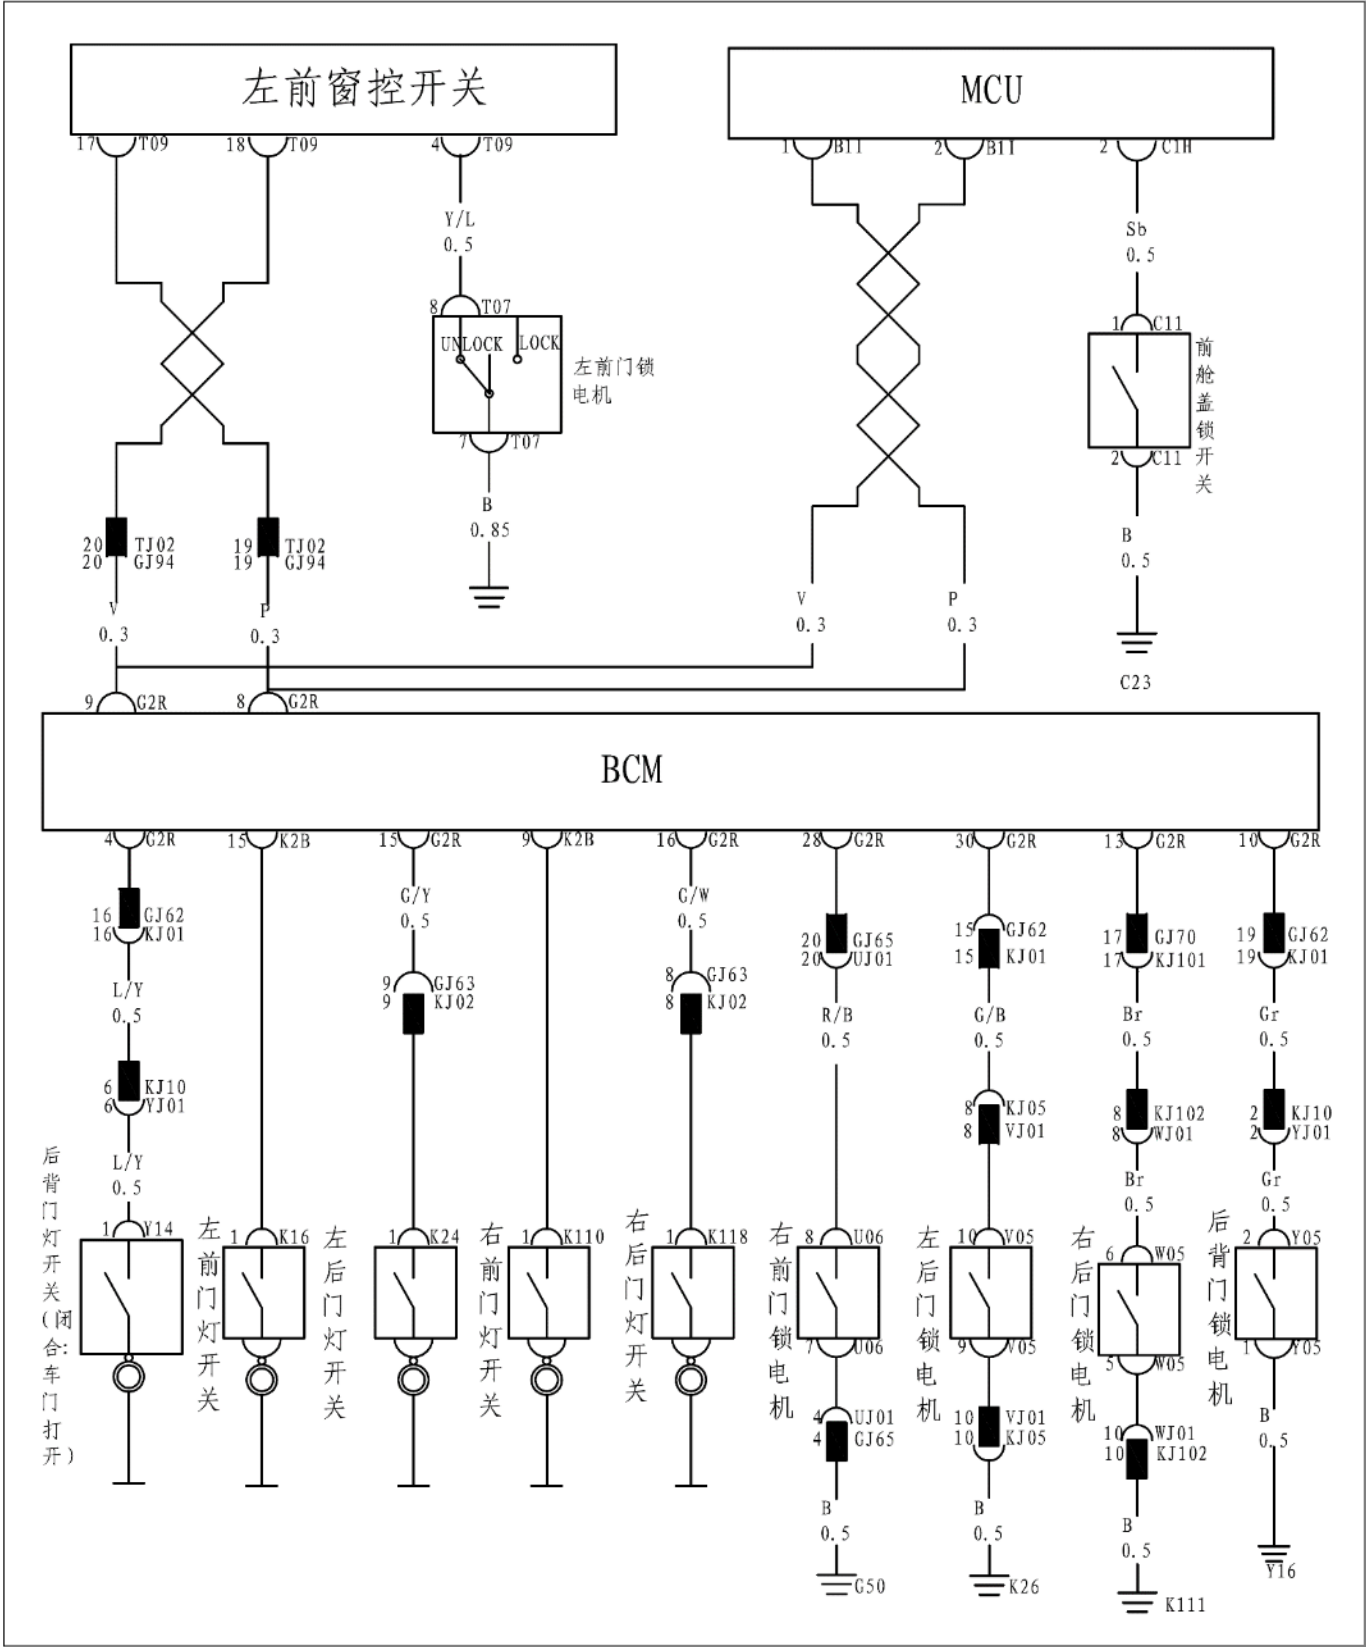 左前窗控开关
MCU
17 T09
18 T09
4 T09
1 B11
2 B11
2 C1H
Y/L
0.5
Sb
0.5
8 T07
UNLOCK
LOCK
左前门锁
电机
7 T07
B
0.85
1 C11
前舱盖锁开关
2 C11
B
0.5
C23
20 TJ02
20 GJ94
19 TJ02
19 GJ94
V
0.3
P
0.3
V
0.3
P
0.3
9 G2R
8 G2R
BCM
4 G2R
15 K2B
15 G2R
9 K2B
16 G2R
28 G2R
30 G2R
13 G2R
10 G2R
16 GJ62
16 KJ01
L/Y
0.5
6 KJ10
6 YJ01
L/Y
0.5
1 Y14
后背门灯开关(闭合:车门打开)
1 K16
左前门灯开关
G/Y
0.5
9 GJ63
9 KJ02
1 K24
左后门灯开关
1 K110
右前门灯开关
G/W
0.5
8 GJ63
8 KJ02
1 K118
右后门灯开关
20 GJ65
20 UJ01
R/B
0.5
8 U06
右前门锁电机
7 U06
4 UJ01
4 GJ65
B
0.5
G50
15 GJ62
15 KJ01
G/B
0.5
8 KJ05
8 VJ01
10 V05
左后门锁电机
9 V05
10 VJ01
10 KJ05
B
0.5
K26
17 GJ70
17 KJ101
Br
0.5
8 KJ102
8 WJ01
Br
0.5
6 W05
右后门锁电机
5 W05
10 WJ01
10 KJ102
B
0.5
K111
19 GJ62
19 KJ01
Gr
0.5
2 KJ10
2 YJ01
Gr
0.5
2 Y05
后背门锁电机
1 Y05
B
0.5
Y16